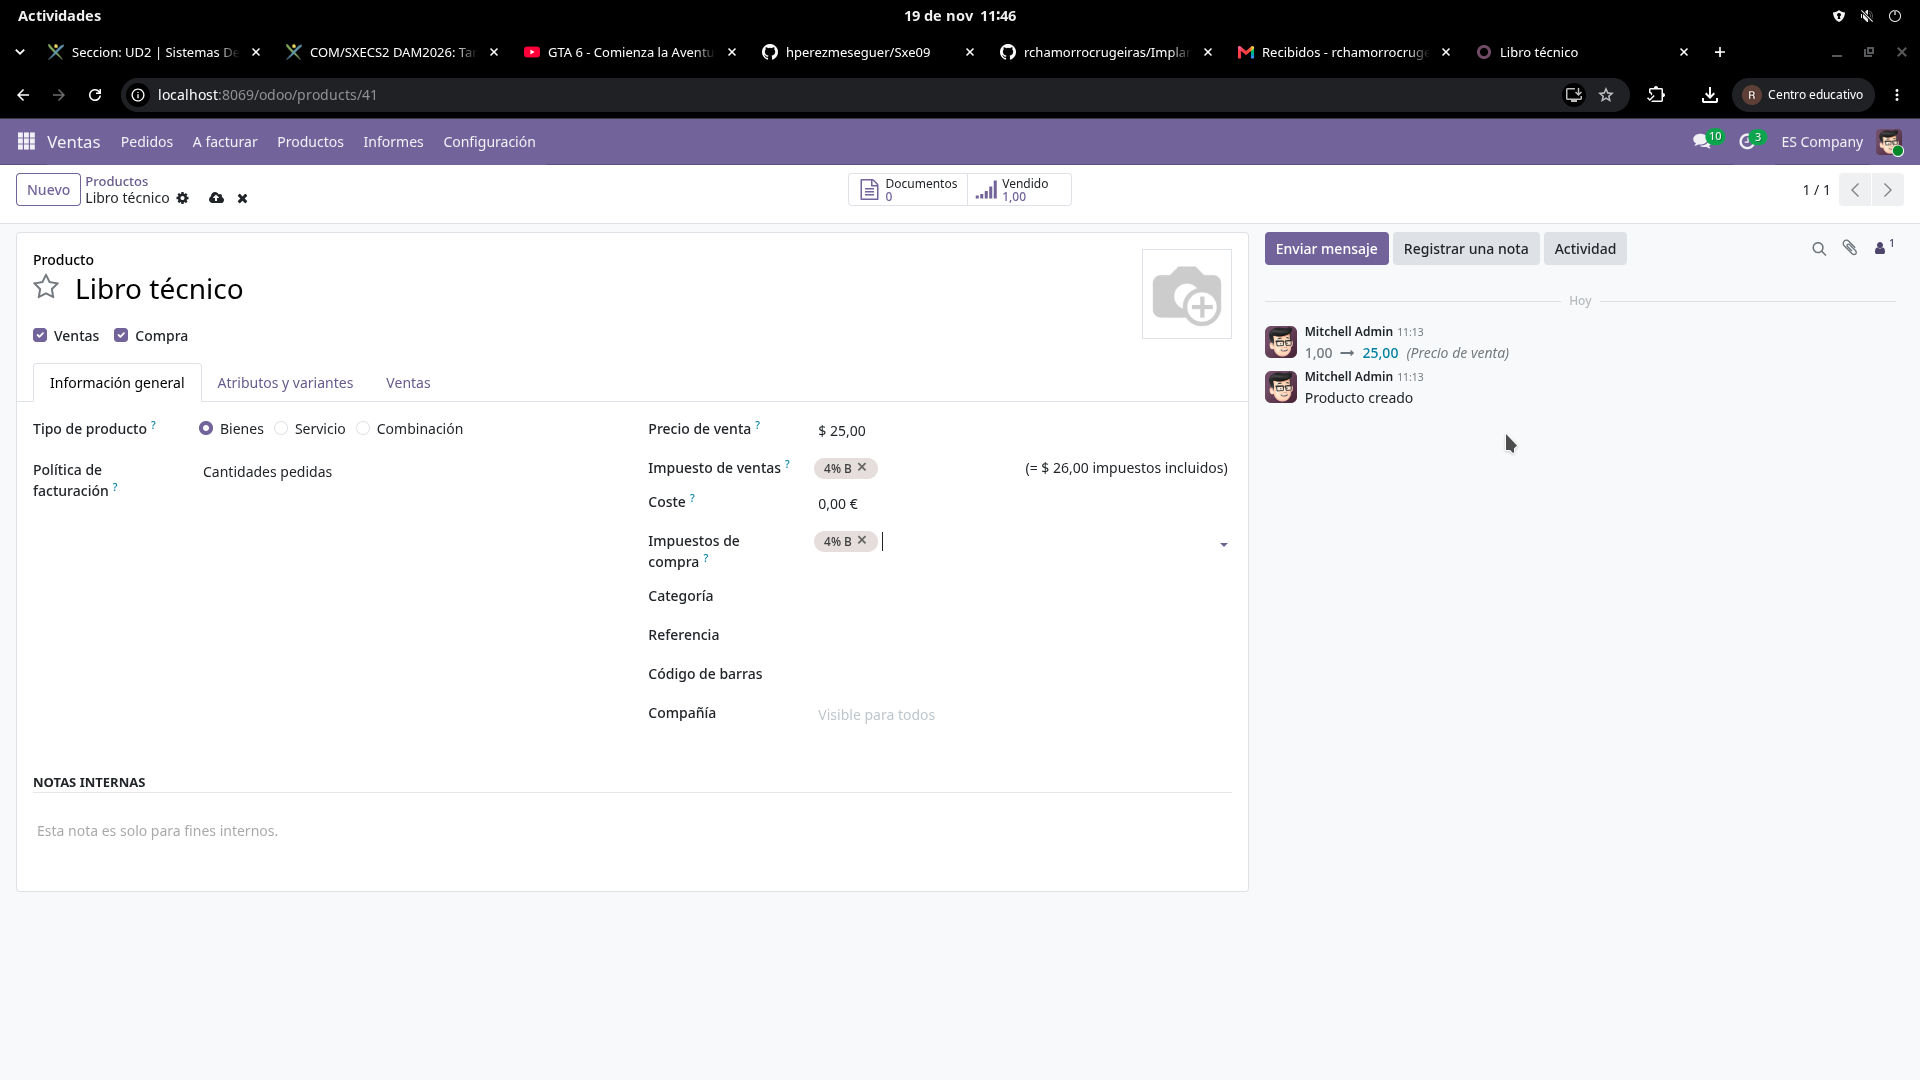 Actividades
19 de nov 11:46
Seccion: UD2 | Sistemas De
COM/SXECS2 DAM2026: Tar
GTA 6 - Comienza la Aventu
hperezmeseguer/Sxe09
rchamorrocrugeiras/Implar
Recibidos - rchamorrocruge
Libro técnico
localhost:8069/odoo/products/41
R
Centro educativo
Ventas
Pedidos
A facturar
Productos
Informes
Configuración
10
3
ES Company
Nuevo
Productos
Libro técnico
Documentos
0
Vendido
1,00
1 / 1
Producto
Libro técnico
Ventas
Compra
Información general
Atributos y variantes
Ventas
Tipo de producto ?
Bienes
Servicio
Combinación
Política de
facturación ?
Cantidades pedidas
Precio de venta ?
$ 25,00
Impuesto de ventas ?
4% B
(= $ 26,00 impuestos incluidos)
Coste ?
0,00 €
Impuestos de
compra ?
4% B
Categoría
Referencia
Código de barras
Compañía
Visible para todos
NOTAS INTERNAS
Esta nota es solo para fines internos.
Enviar mensaje
Registrar una nota
Actividad
1
Hoy
Mitchell Admin 11:13
1,00 → 25,00 (Precio de venta)
Mitchell Admin 11:13
Producto creado